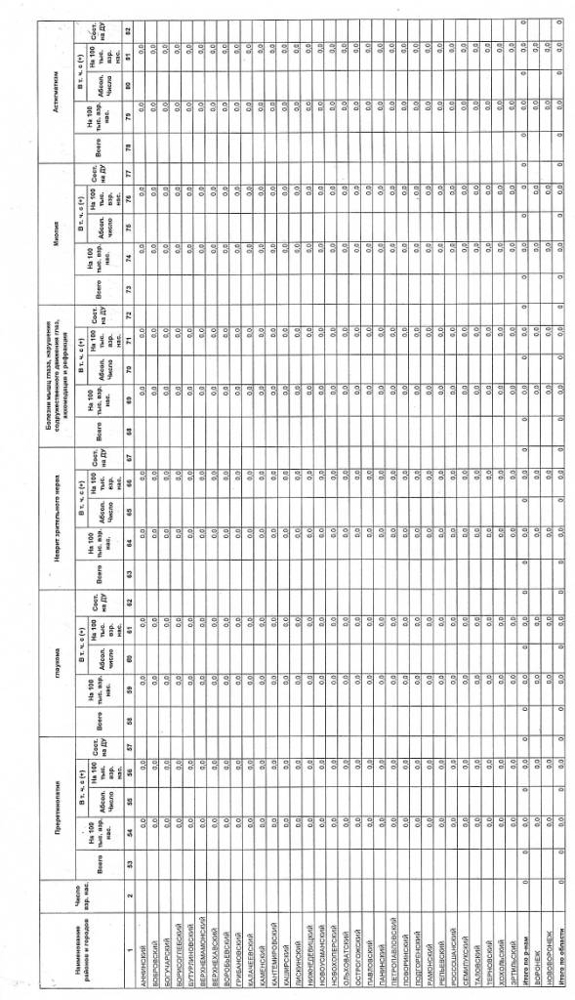 Наименование районов и городов
Число взр. нас.
Преретинопатия
глаукома
Неврит зрительного нерва
Болезни мышц глаза, нарушения содружественного движения глаз, аккомодации и рефракции
Миопия
Астигматизм
Всего На 100 тыс. взр. нас. В т. ч. с (+) Абсол. Число На 100 тыс. взр. нас. Сост. на ДУ
Всего На 100 тыс. взр. нас. В т. ч. с (+) Абсол. число На 100 тыс. взр. нас. Сост. на ДУ
Всего На 100 тыс. взр. нас. В т. ч. с (+) Абсол. Число На 100 тыс. взр. нас. Сост. на ДУ
Всего На 100 тыс. взр. нас. В т. ч. с (+) Абсол. Число На 100 тыс. взр. нас. Сост. на ДУ
Всего На 100 тыс. взр. нас. В т. ч. с (+) Абсол. число На 100 тыс. взр. нас. Сост. на ДУ
Всего На 100 тыс. взр. нас. В т. ч. с (+) Абсол. Число На 100 тыс. взр. нас. Сост. на ДУ
1 2 53 54 55 56 57 58 59 60 61 62 63 64 65 66 67 68 69 70 71 72 73 74 75 76 77 78 79 80 81 82
АННИНСКИЙ 0,0 0,0 0,0 0,0 0,0 0,0 0,0 0,0 0,0 0,0 0,0 0,0
БОБРОВСКИЙ 0,0 0,0 0,0 0,0 0,0 0,0 0,0 0,0 0,0 0,0 0,0 0,0
БОГУЧАРСКИЙ 0,0 0,0 0,0 0,0 0,0 0,0 0,0 0,0 0,0 0,0 0,0 0,0
БОРИСОГЛЕБСКИЙ 0,0 0,0 0,0 0,0 0,0 0,0 0,0 0,0 0,0 0,0 0,0 0,0
БУТУРЛИНОВСКИЙ 0,0 0,0 0,0 0,0 0,0 0,0 0,0 0,0 0,0 0,0 0,0 0,0
ВЕРХНЕМАМОНСКИЙ 0,0 0,0 0,0 0,0 0,0 0,0 0,0 0,0 0,0 0,0 0,0 0,0
ВЕРХНЕХАВСКИЙ 0,0 0,0 0,0 0,0 0,0 0,0 0,0 0,0 0,0 0,0 0,0 0,0
ВОРОБЬЕВСКИЙ 0,0 0,0 0,0 0,0 0,0 0,0 0,0 0,0 0,0 0,0 0,0 0,0
ГРИБАНОВСКИЙ 0,0 0,0 0,0 0,0 0,0 0,0 0,0 0,0 0,0 0,0 0,0 0,0
КАЛАЧЕЕВСКИЙ 0,0 0,0 0,0 0,0 0,0 0,0 0,0 0,0 0,0 0,0 0,0 0,0
КАМЕНСКИЙ 0,0 0,0 0,0 0,0 0,0 0,0 0,0 0,0 0,0 0,0 0,0 0,0
КАНТЕМИРОВСКИЙ 0,0 0,0 0,0 0,0 0,0 0,0 0,0 0,0 0,0 0,0 0,0 0,0
КАШИРСКИЙ 0,0 0,0 0,0 0,0 0,0 0,0 0,0 0,0 0,0 0,0 0,0 0,0
ЛИСКИНСКИЙ 0,0 0,0 0,0 0,0 0,0 0,0 0,0 0,0 0,0 0,0 0,0 0,0
НИЖНЕДЕВИЦКИЙ 0,0 0,0 0,0 0,0 0,0 0,0 0,0 0,0 0,0 0,0 0,0 0,0
НОВОУСМАНСКИЙ 0,0 0,0 0,0 0,0 0,0 0,0 0,0 0,0 0,0 0,0 0,0 0,0
НОВОХОПЕРСКИЙ 0,0 0,0 0,0 0,0 0,0 0,0 0,0 0,0 0,0 0,0 0,0 0,0
ОЛЬХОВАТСКИЙ 0,0 0,0 0,0 0,0 0,0 0,0 0,0 0,0 0,0 0,0 0,0 0,0
ОСТРОГОЖСКИЙ 0,0 0,0 0,0 0,0 0,0 0,0 0,0 0,0 0,0 0,0 0,0 0,0
ПАВЛОВСКИЙ 0,0 0,0 0,0 0,0 0,0 0,0 0,0 0,0 0,0 0,0 0,0 0,0
ПАНИНСКИЙ 0,0 0,0 0,0 0,0 0,0 0,0 0,0 0,0 0,0 0,0 0,0 0,0
ПЕТРОПАВЛОВСКИЙ 0,0 0,0 0,0 0,0 0,0 0,0 0,0 0,0 0,0 0,0 0,0 0,0
ПОВОРИНСКИЙ 0,0 0,0 0,0 0,0 0,0 0,0 0,0 0,0 0,0 0,0 0,0 0,0
ПОДГОРЕНСКИЙ 0,0 0,0 0,0 0,0 0,0 0,0 0,0 0,0 0,0 0,0 0,0 0,0
РАМОНСКИЙ 0,0 0,0 0,0 0,0 0,0 0,0 0,0 0,0 0,0 0,0 0,0 0,0
РЕПЬЕВСКИЙ 0,0 0,0 0,0 0,0 0,0 0,0 0,0 0,0 0,0 0,0 0,0 0,0
РОССОШАНСКИЙ 0,0 0,0 0,0 0,0 0,0 0,0 0,0 0,0 0,0 0,0 0,0 0,0
СЕМИЛУКСКИЙ 0,0 0,0 0,0 0,0 0,0 0,0 0,0 0,0 0,0 0,0 0,0 0,0
ТАЛОВСКИЙ 0,0 0,0 0,0 0,0 0,0 0,0 0,0 0,0 0,0 0,0 0,0 0,0
ТЕРНОВСКИЙ 0,0 0,0 0,0 0,0 0,0 0,0 0,0 0,0 0,0 0,0 0,0 0,0
ХОХОЛЬСКИЙ 0,0 0,0 0,0 0,0 0,0 0,0 0,0 0,0 0,0 0,0 0,0 0,0
ЭРТИЛЬСКИЙ 0,0 0,0 0,0 0,0 0,0 0,0 0,0 0,0 0,0 0,0 0,0 0,0
Итого по р-нам 0 0 0,0 0 0,0 0 0 0,0 0 0,0 0 0 0,0 0 0,0 0 0 0,0 0 0,0 0 0 0,0 0 0,0 0 0 0,0 0 0,0 0
ВОРОНЕЖ 0,0 0,0 0,0 0,0 0,0 0,0 0,0 0,0 0,0 0,0 0,0 0,0
НОВОВОРОНЕЖ 0,0 0,0 0,0 0,0 0,0 0,0 0,0 0,0 0,0 0,0 0,0 0,0
Итого по области 0 0 0,0 0 0,0 0 0 0,0 0 0,0 0 0 0,0 0 0,0 0 0 0,0 0 0,0 0 0 0,0 0 0,0 0 0 0,0 0 0,0 0